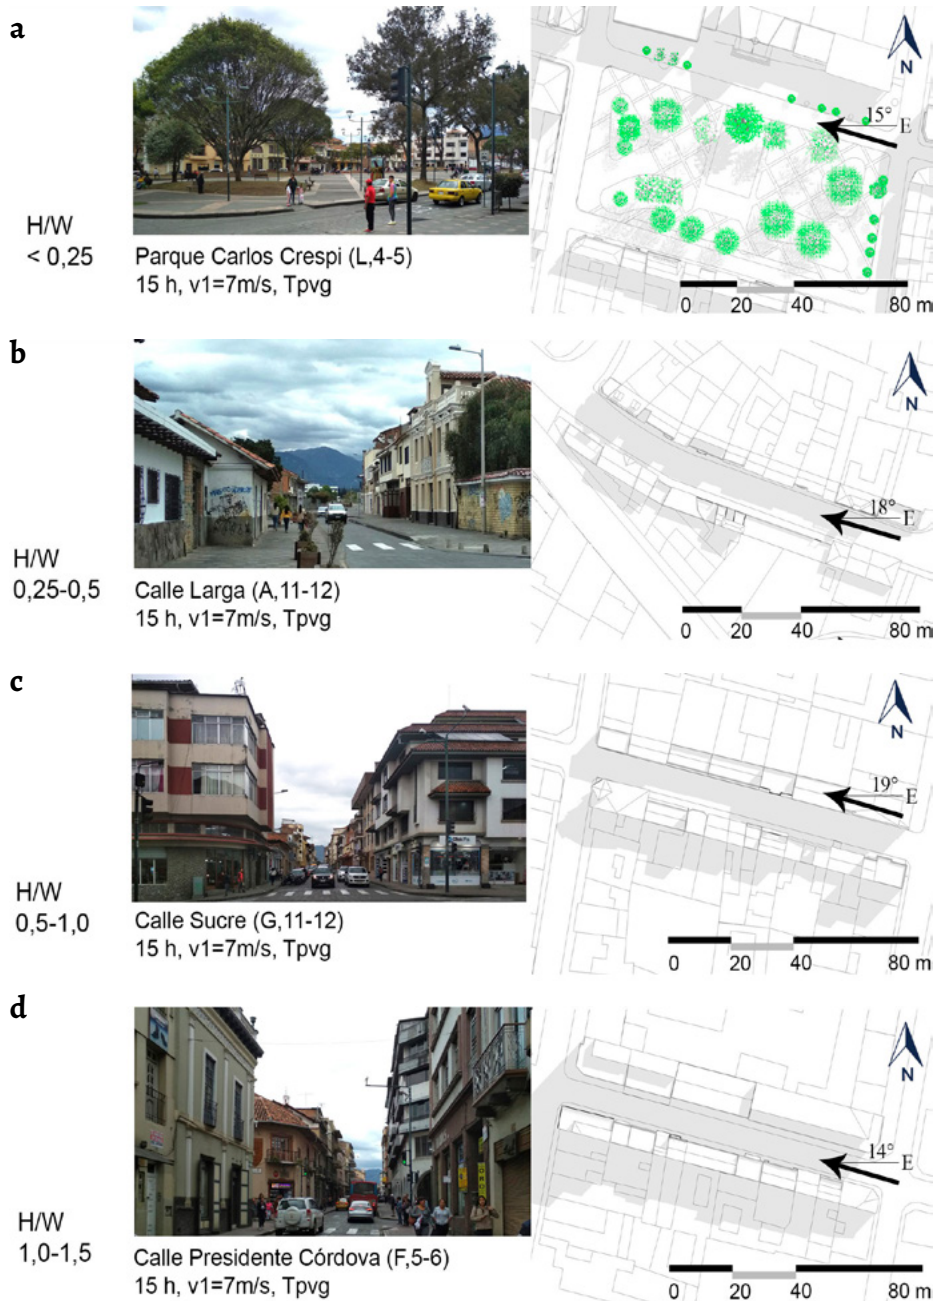 a
H/W
< 0,25
Parque Carlos Crespi (L,4-5)
15 h, v1=7m/s, Tpvg
N
15°
E
0 20 40 80 m
b
H/W
0,25-0,5
Calle Larga (A,11-12)
15 h, v1=7m/s, Tpvg
N
18°
E
0 20 40 80 m
c
H/W
0,5-1,0
Calle Sucre (G,11-12)
15 h, v1=7m/s, Tpvg
N
19°
E
0 20 40 80 m
d
H/W
1,0-1,5
Calle Presidente Córdova (F,5-6)
15 h, v1=7m/s, Tpvg
N
14°
E
0 20 40 80 m